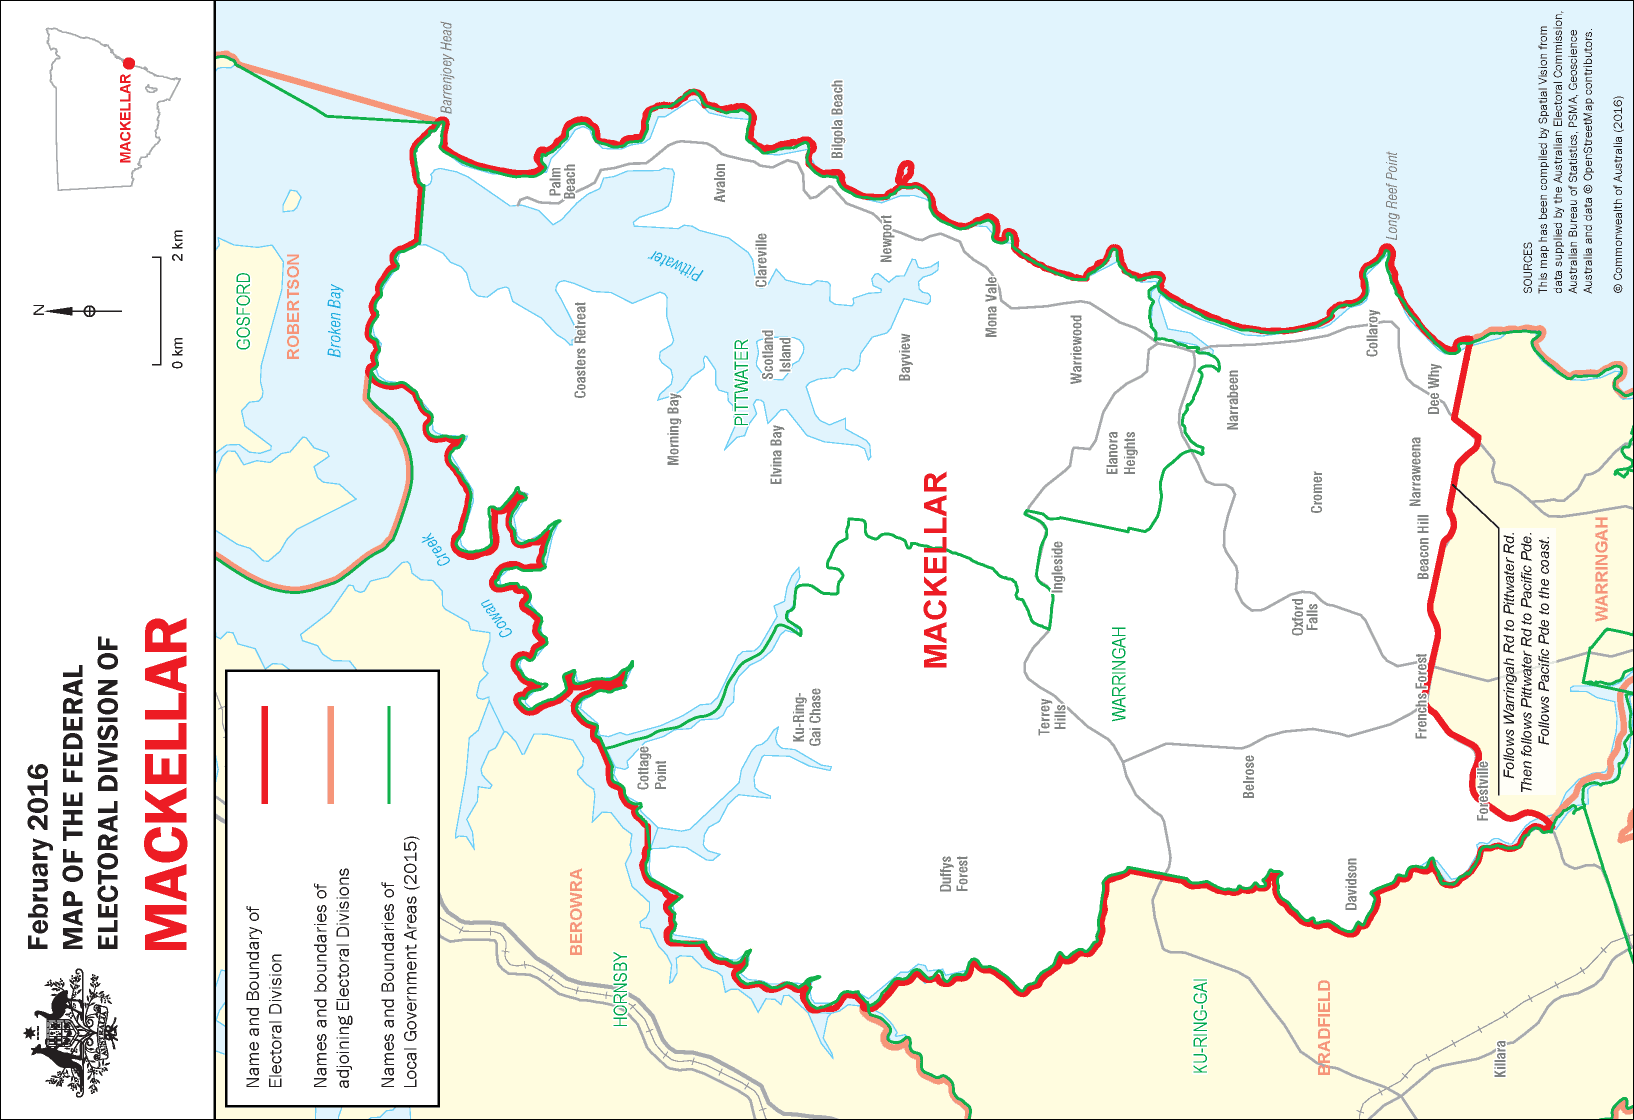 February 2016
MAP OF THE FEDERAL
ELECTORAL DIVISION OF
MACKELLAR
N
0 km
2 km
MACKELLAR
Name and Boundary of
Electoral Division
Names and boundaries of
adjoining Electoral Divisions
Names and Boundaries of
Local Government Areas (2015)
GOSFORD
ROBERTSON
Broken Bay
Barrenjoey Head
Palm
Beach
Avalon
Bilgola Beach
Pittwater
Clareville
Newport
Coasters Retreat
PITTWATER
Scotland
Island
Bayview
Mona Vale
Warriewood
Morning Bay
Elvina Bay
Elanora
Heights
Narrabeen
Collaroy
Long Reef Point
Dee Why
Narraweena
Cromer
Beacon Hill
MACKELLAR
Ingleside
Oxford
Falls
Creek
Cowan
Cottage
Point
Ku-Ring-
Gai Chase
Terrey
Hills
WARRINGAH
Belrose
Frenchs Forest
Forestville
Duffys
Forest
Davidson
BEROWRA
HORNSBY
KU-RING-GAI
BRADFIELD
Killara
WARRINGAH
Follows Warringah Rd to Pittwater Rd.
Then follows Pittwater Rd to Pacific Pde.
Follows Pacific Pde to the coast.
SOURCES
This map has been compiled by Spatial Vision from
data supplied by the Australian Electoral Commission,
Australian Bureau of Statistics, PSMA, Geoscience
Australia and data © OpenStreetMap contributors.
© Commonwealth of Australia (2016)